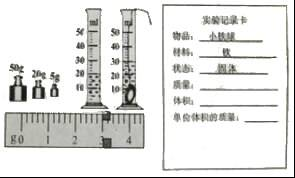 50g 20g 5g
ml ml
50 50
40 40
30 30
20 20
10 10
g0 1 2 3 4
实验记录卡
物品：小铁球
材料：铁
状态：固体
质量：
体积：
单位体积的质量：